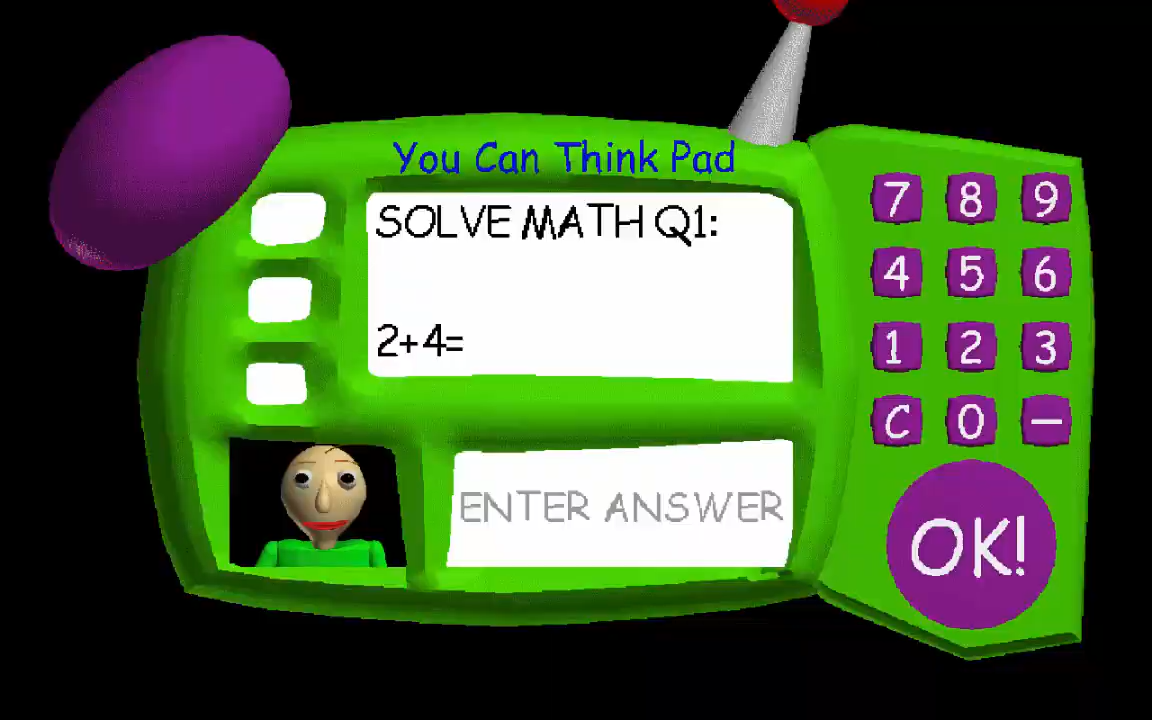 You Can Think Pad
SOLVE MATH Q1:
2+4=
ENTER ANSWER
7 8 9
4 5 6
1 2 3
C 0 –
OK!